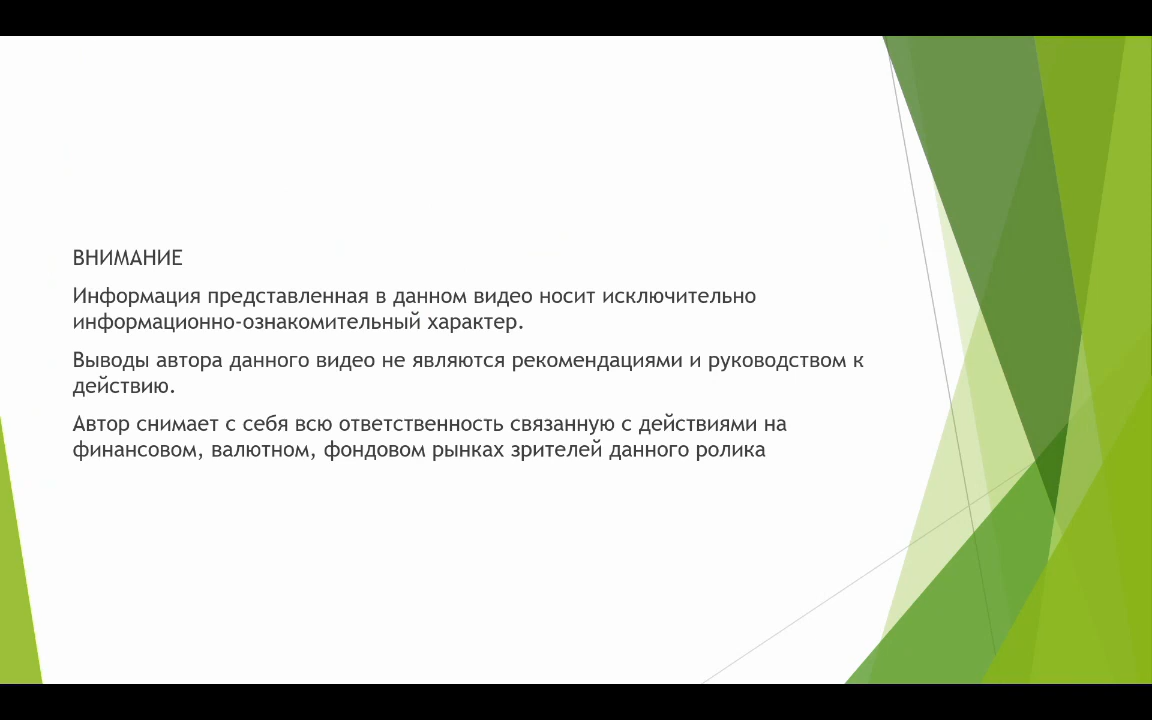 ВНИМАНИЕ
Информация представленная в данном видео носит исключительно
информационно-ознакомительный характер.
Выводы автора данного видео не являются рекомендациями и руководством к
действию.
Автор снимает с себя всю ответственность связанную с действиями на
финансовом, валютном, фондовом рынках зрителей данного ролика